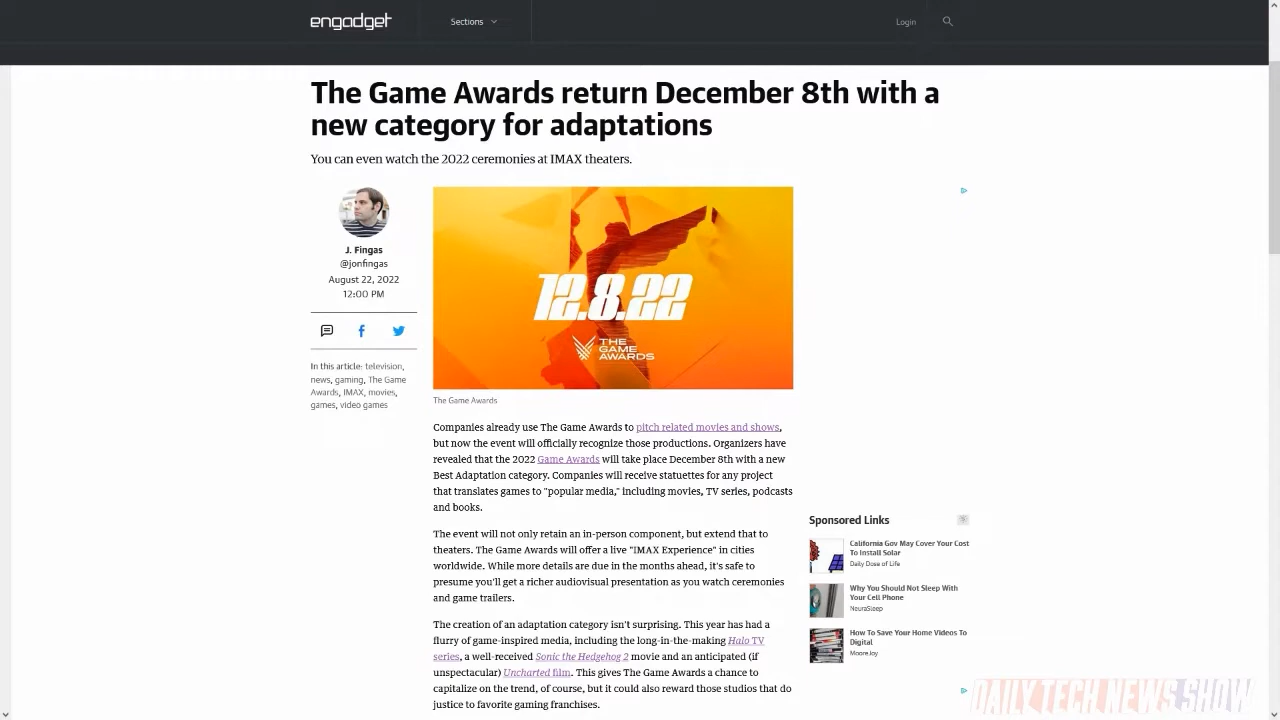 engadget
Sections
Login
The Game Awards return December 8th with a
new category for adaptations
You can even watch the 2022 ceremonies at IMAX theaters.
J. Fingas
@jonfingas
August 22, 2022
12:00 PM
In this article: television,
news, gaming, The Game
Awards, IMAX, movies,
games, video games
12.8.22
THE
GAME
AWARDS
The Game Awards
Companies already use The Game Awards to pitch related movies and shows,
but now the event will officially recognize those productions. Organizers have
revealed that the 2022 Game Awards will take place December 8th with a new
Best Adaptation category. Companies will receive statuettes for any project
that translates games to "popular media," including movies, TV series, podcasts
and books.
The event will not only retain an in-person component, but extend that to
theaters. The Game Awards will offer a live "IMAX Experience" in cities
worldwide. While more details are due in the months ahead, it's safe to
presume you'll get a richer audiovisual presentation as you watch ceremonies
and game trailers.
The creation of an adaptation category isn't surprising. This year has had a
flurry of game-inspired media, including the long-in-the-making Halo TV
series, a well-received Sonic the Hedgehog 2 movie and an anticipated (if
unspectacular) Uncharted film. This gives The Game Awards a chance to
capitalize on the trend, of course, but it could also reward those studios that do
justice to favorite gaming franchises.
Sponsored Links
California Gov May Cover Your Cost
To Install Solar
Daily Dose of Life
Why You Should Not Sleep With
Your Cell Phone
NeuraSleep
How To Save Your Home Videos To
Digital
MooreJoy
DAILY TECH NEWS SHOW